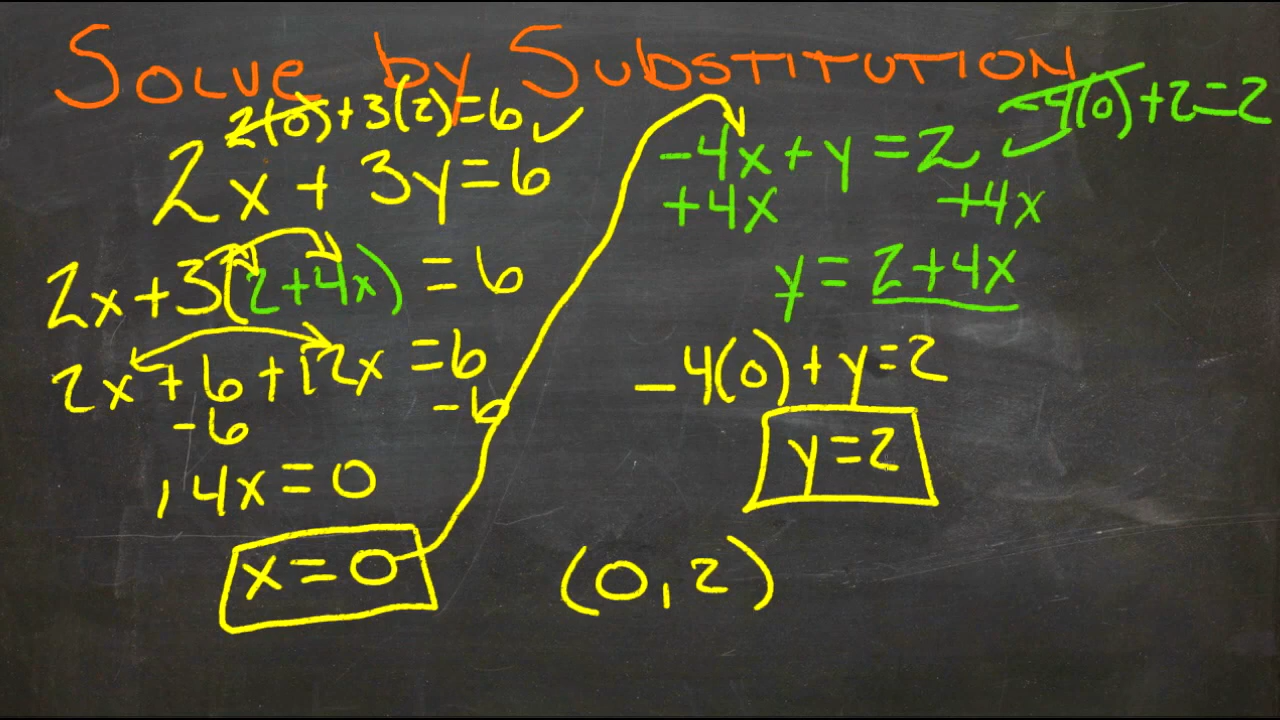 Solve by Substitution
2(0)+3(2)=6 ✓
2x+3y=6
2x+3(2+4x) = 6
2x+6+12x =6
-6 -6
14x=0
x=0
-4(0)+2=2 ✓
-4x+y=2
+4x +4x
y=2+4x
-4(0)+y=2
y=2
(0,2)